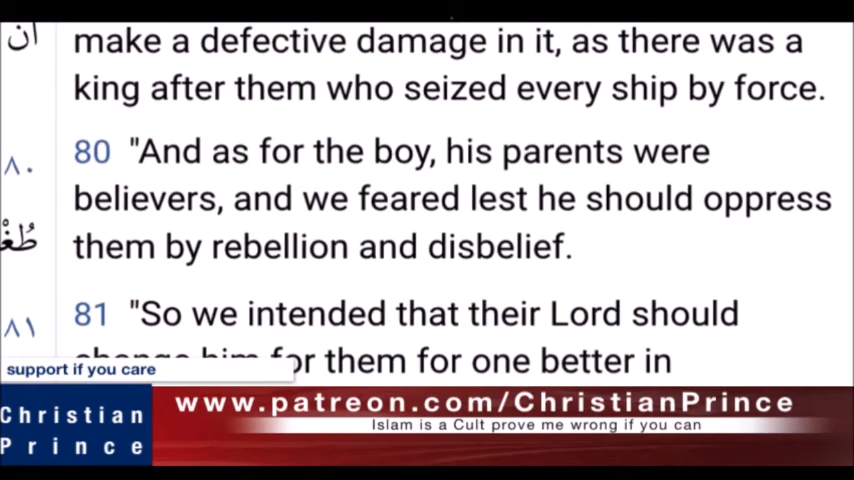 make a defective damage in it, as there was a
king after them who seized every ship by force.
٨٠
80 "And as for the boy, his parents were
believers, and we feared lest he should oppress
them by rebellion and disbelief.
٨١
81 "So we intended that their Lord should
change him for them for one better in
support if you care
Christian
Prince
www.patreon.com/ChristianPrince
Islam is a Cult prove me wrong if you can